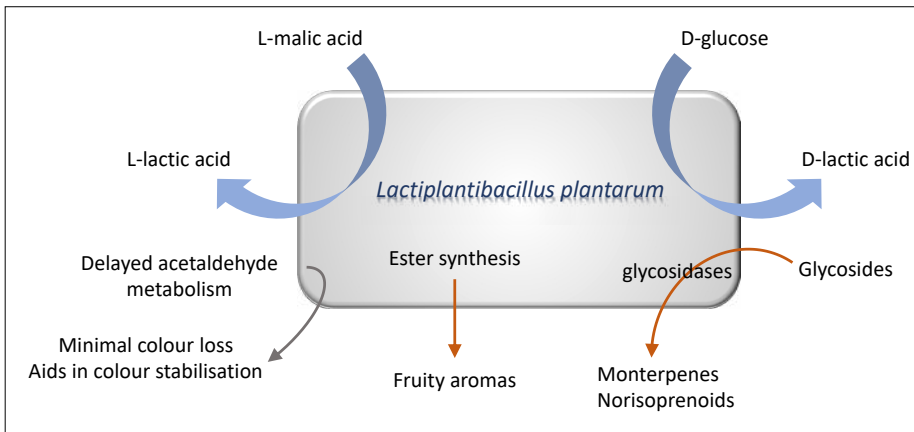 L-malic acid
D-glucose
L-lactic acid
D-lactic acid
Lactiplantibacillus plantarum
Delayed acetaldehyde
metabolism
Ester synthesis
glycosidases
Glycosides
Minimal colour loss
Aids in colour stabilisation
Fruity aromas
Monterpenes
Norisoprenoids